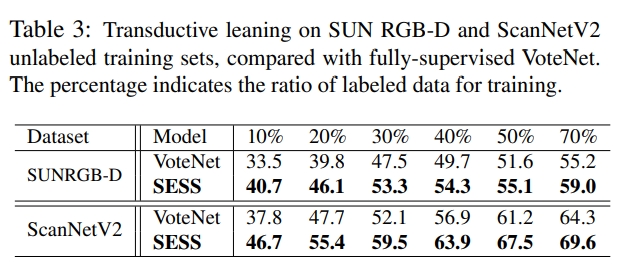 Table 3: Transductive leaning on SUN RGB-D and ScanNetV2
unlabeled training sets, compared with fully-supervised VoteNet.
The percentage indicates the ratio of labeled data for training.
Dataset Model 10% 20% 30% 40% 50% 70%
SUNRGB-D VoteNet 33.5 39.8 47.5 49.7 51.6 55.2
SESS 40.7 46.1 53.3 54.3 55.1 59.0
ScanNetV2 VoteNet 37.8 47.7 52.1 56.9 61.2 64.3
SESS 46.7 55.4 59.5 63.9 67.5 69.6